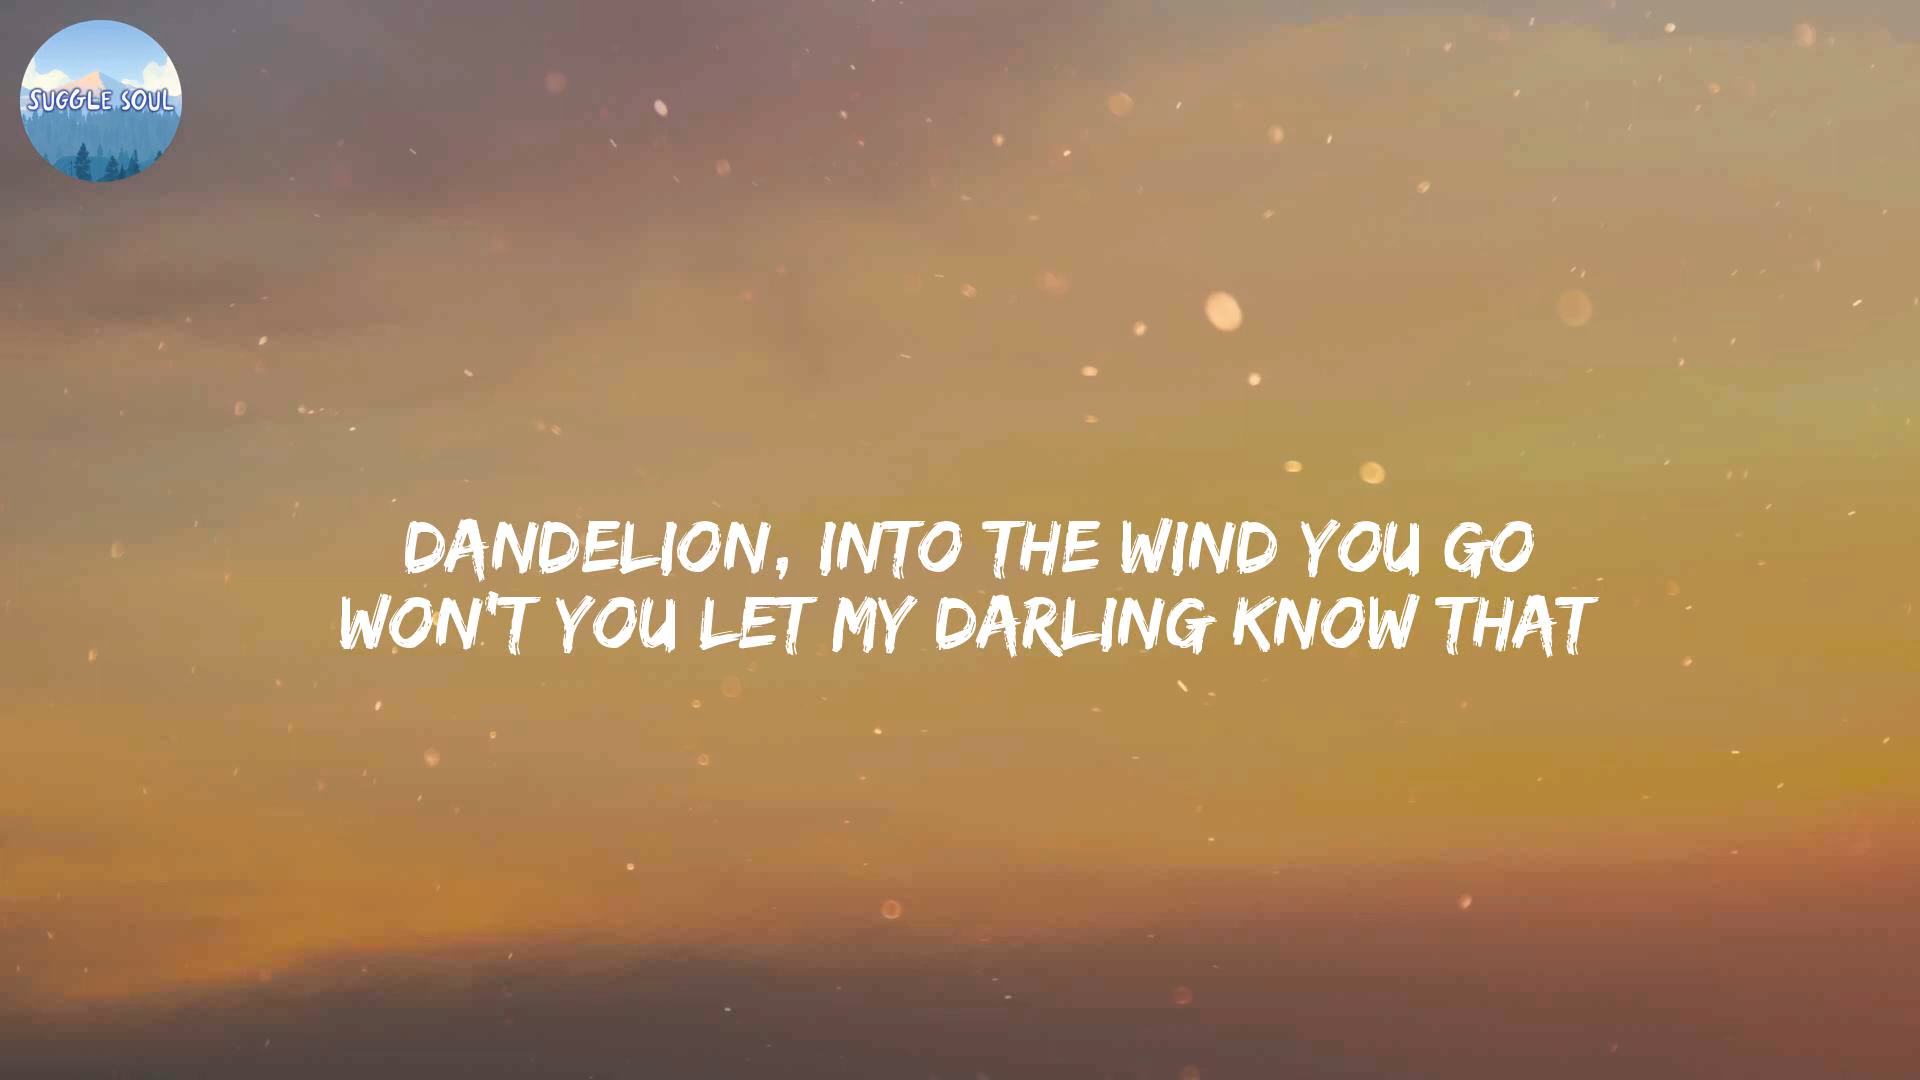 SUGGLE SOUL
DANDELION, INTO THE WIND YOU GO
WON'T YOU LET MY DARLING KNOW THAT